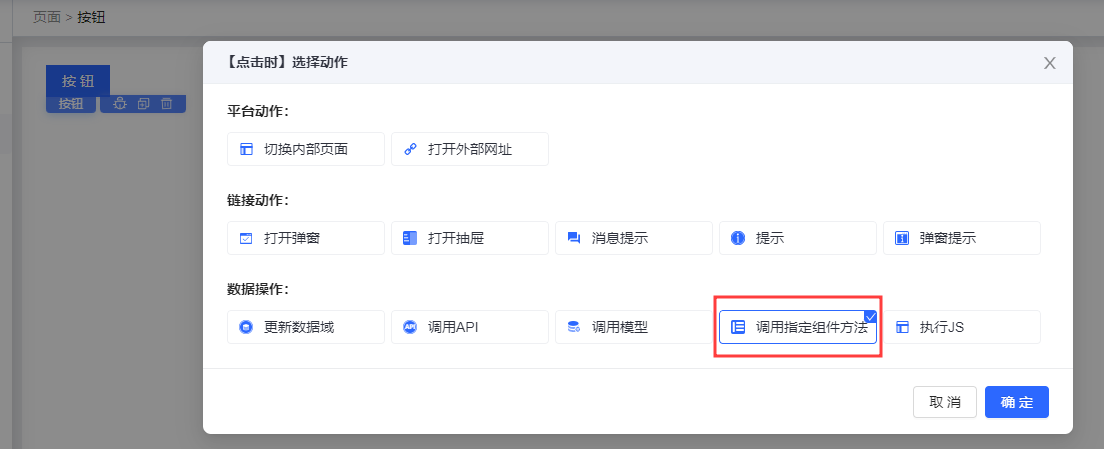 页面 > 按钮
按 钮
按钮
【点击时】选择动作
平台动作：
切换内部页面
打开外部网址
链接动作：
打开弹窗
打开抽屉
消息提示
提示
弹窗提示
数据操作：
更新数据域
API 调用API
调用模型
调用指定组件方法
执行JS
取 消
确 定